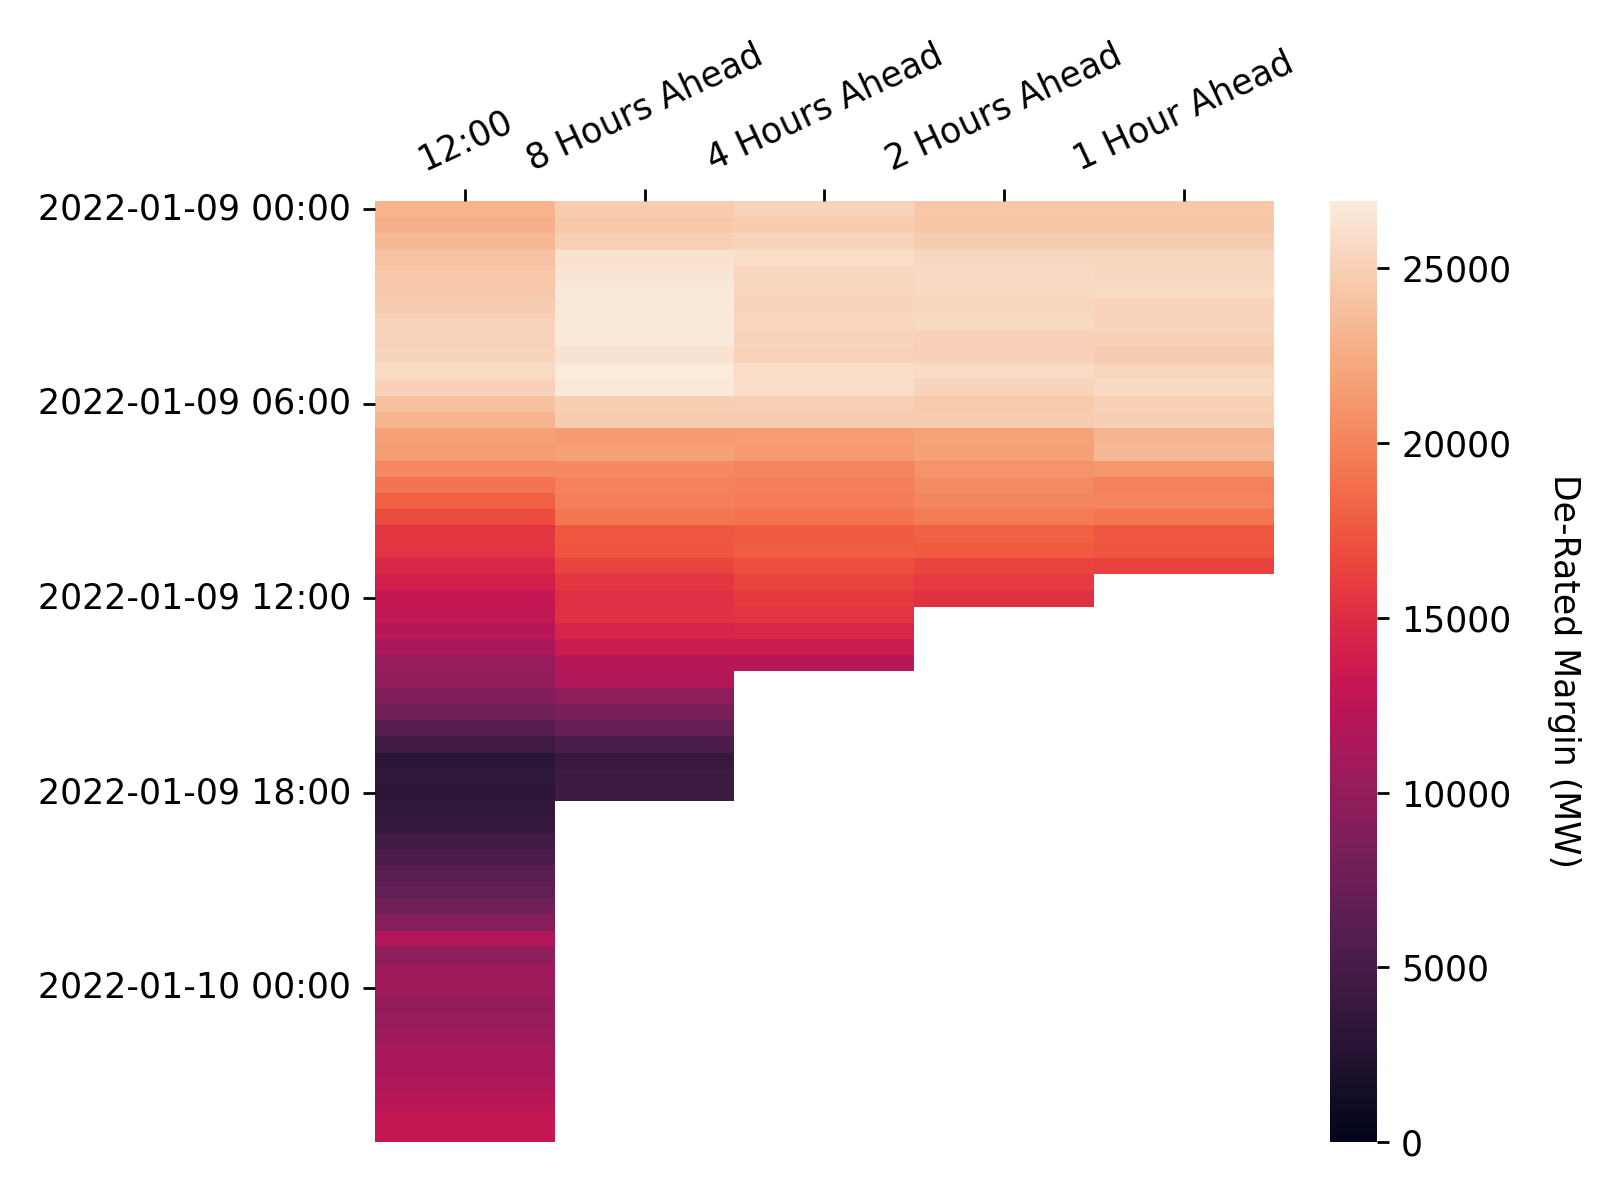 12:00
8 Hours Ahead
4 Hours Ahead
2 Hours Ahead
1 Hour Ahead
2022-01-09 00:00
2022-01-09 06:00
2022-01-09 12:00
2022-01-09 18:00
2022-01-10 00:00
25000
20000
15000
10000
5000
0
De-Rated Margin (MW)